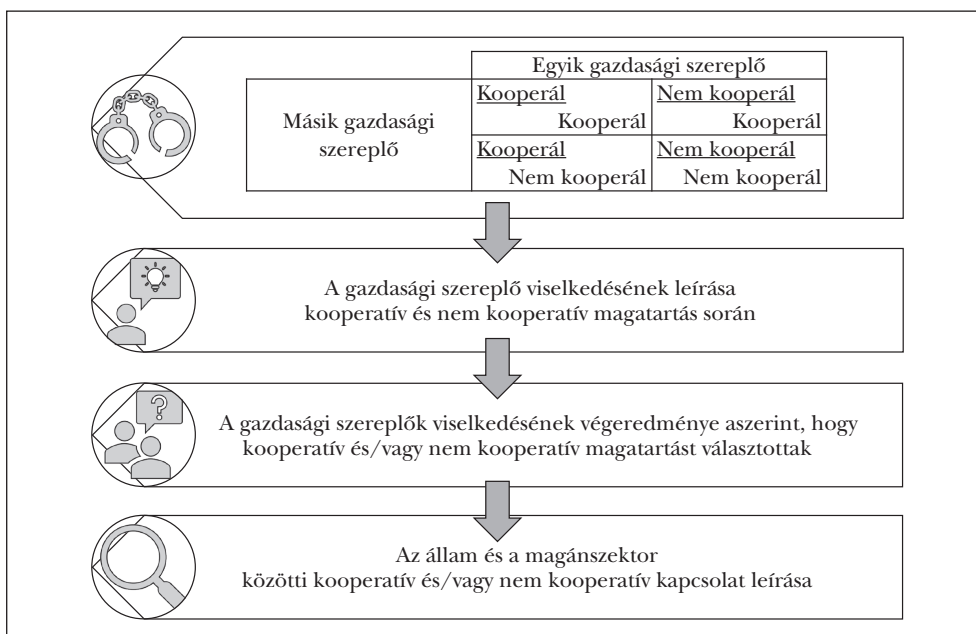 Egyik gazdasági szereplő
Másik gazdasági
szereplő
Kooperál
Kooperál
Nem kooperál
Kooperál
Kooperál
Nem kooperál
Nem kooperál
Nem kooperál
A gazdasági szereplő viselkedésének leírása
kooperatív és nem kooperatív magatartás során
?
A gazdasági szereplők viselkedésének végeredménye aszerint, hogy
kooperatív és/vagy nem kooperatív magatartást választottak
Az állam és a magánszektor
közötti kooperatív és/vagy nem kooperatív kapcsolat leírása